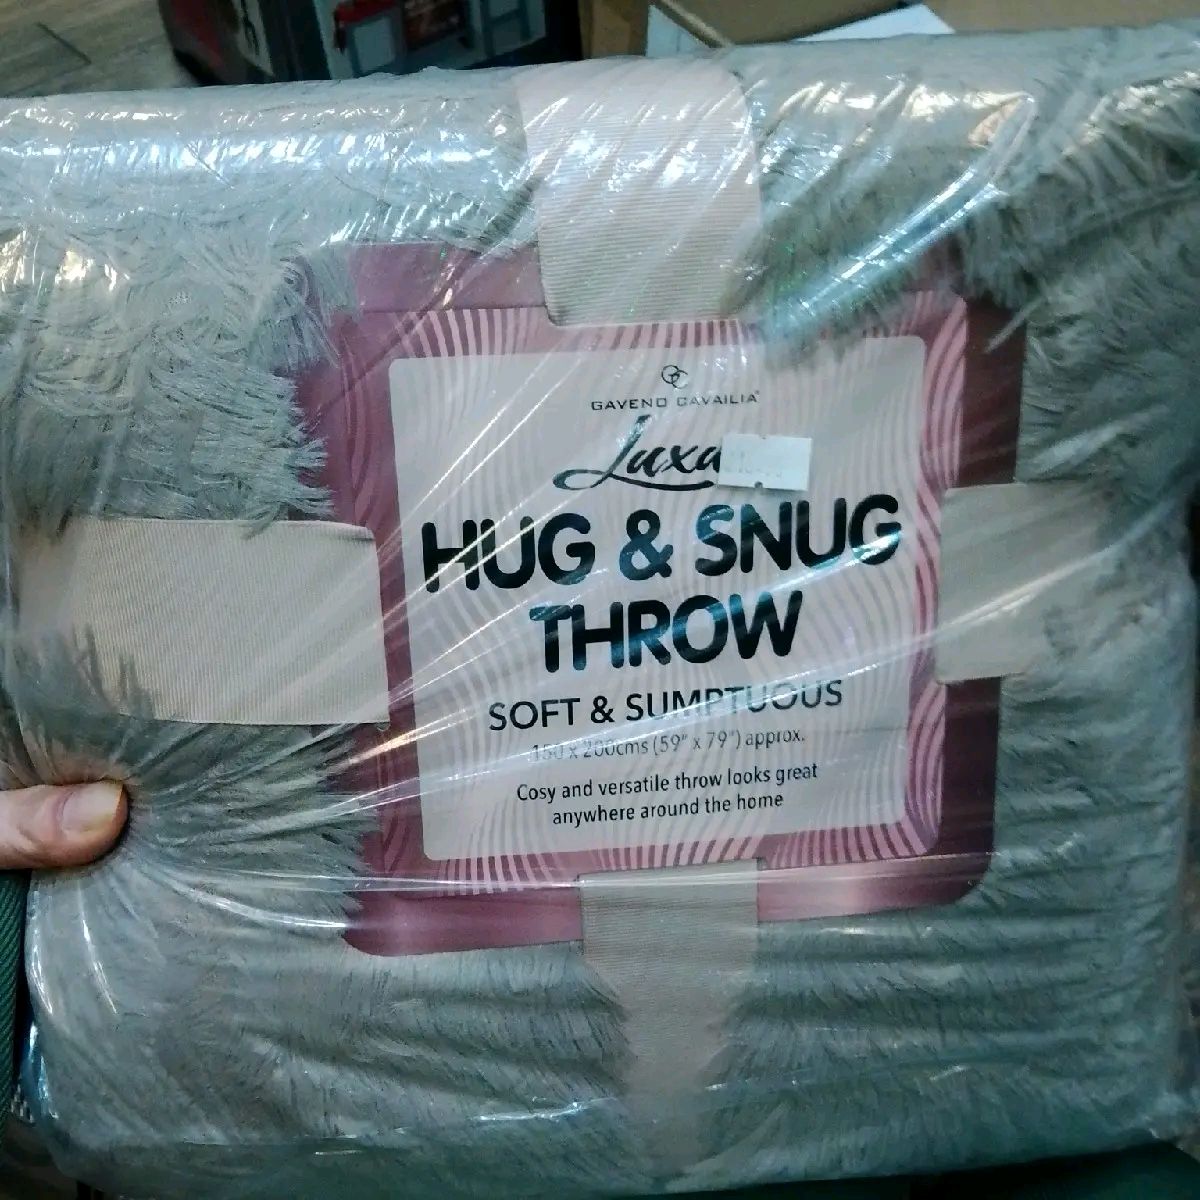 GAVENO CAVAILIA®
HUG & SNUG
THROW
SOFT & SUMPTUOUS
150 x 200cms (59" x 79") approx.
Cosy and versatile throw looks great
anywhere around the home